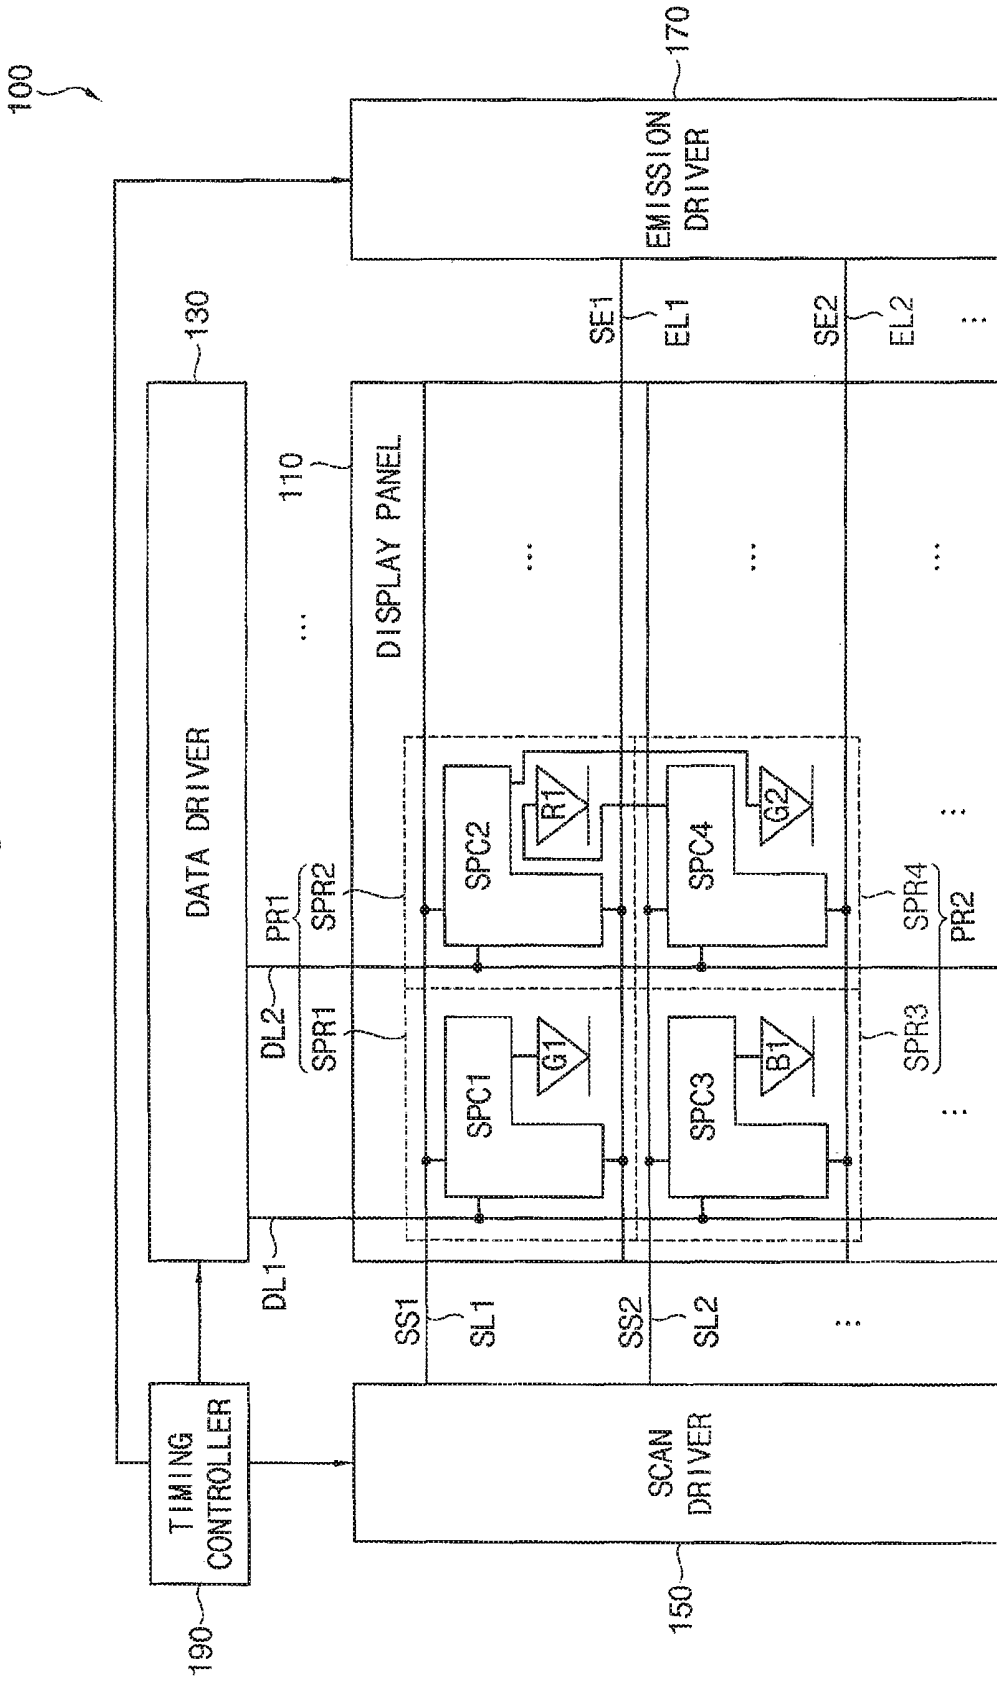 100
190
TIMING
CONTROLLER
DATA DRIVER
130
DL1
DL2
PR1
SPR1
SPR2
110
DISPLAY PANEL
...
SCAN
DRIVER
150
SS1
SL1
SS2
SL2
...
SPC1
G1
SPC2
R1
...
SPC3
B1
SPC4
G2
...
SPR3
SPR4
PR2
...
...
...
SE1
EL1
SE2
EL2
...
EMISSION
DRIVER
170